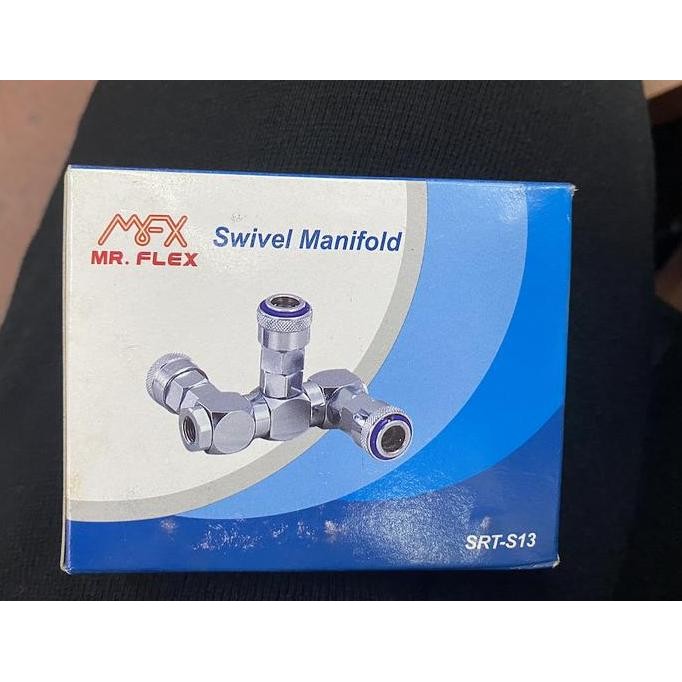 MFX
MR. FLEX
Swivel Manifold
SRT-S13